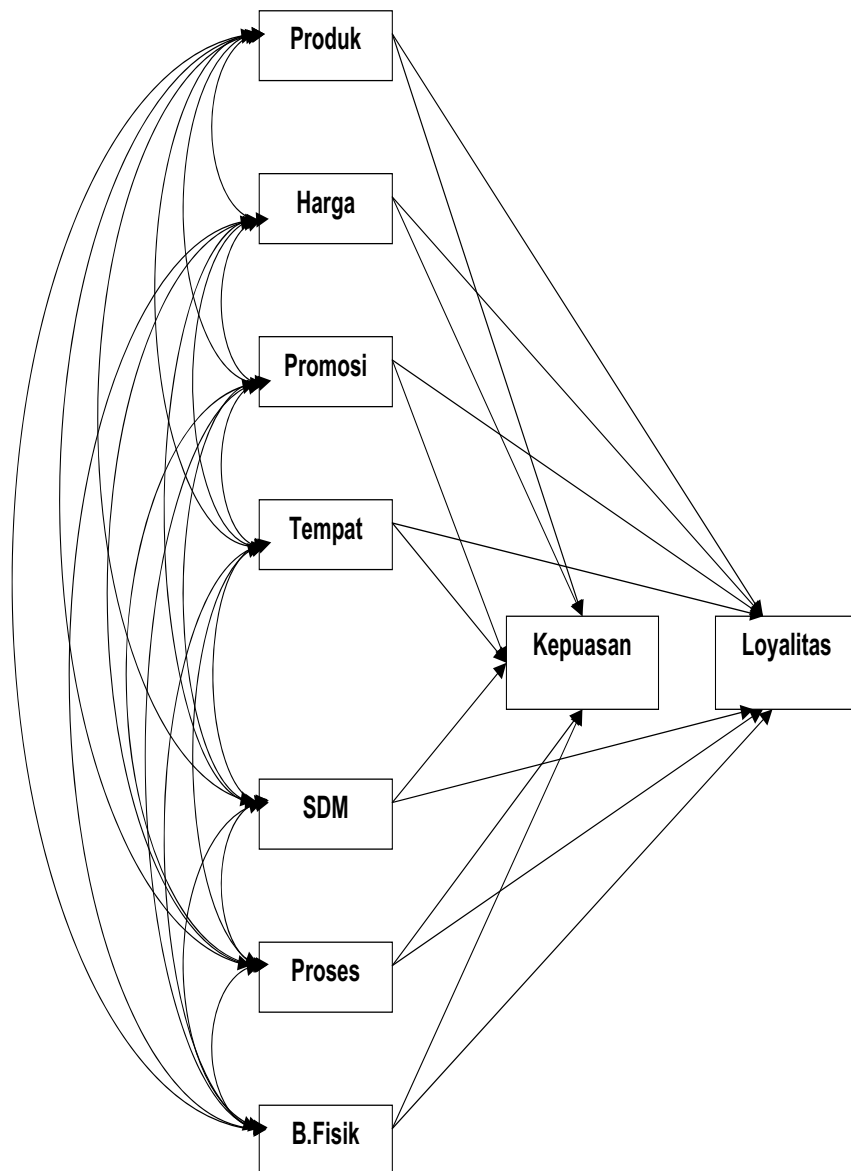 Produk
Harga
Promosi
Tempat
Kepuasan
Loyalitas
SDM
Proses
B.Fisik